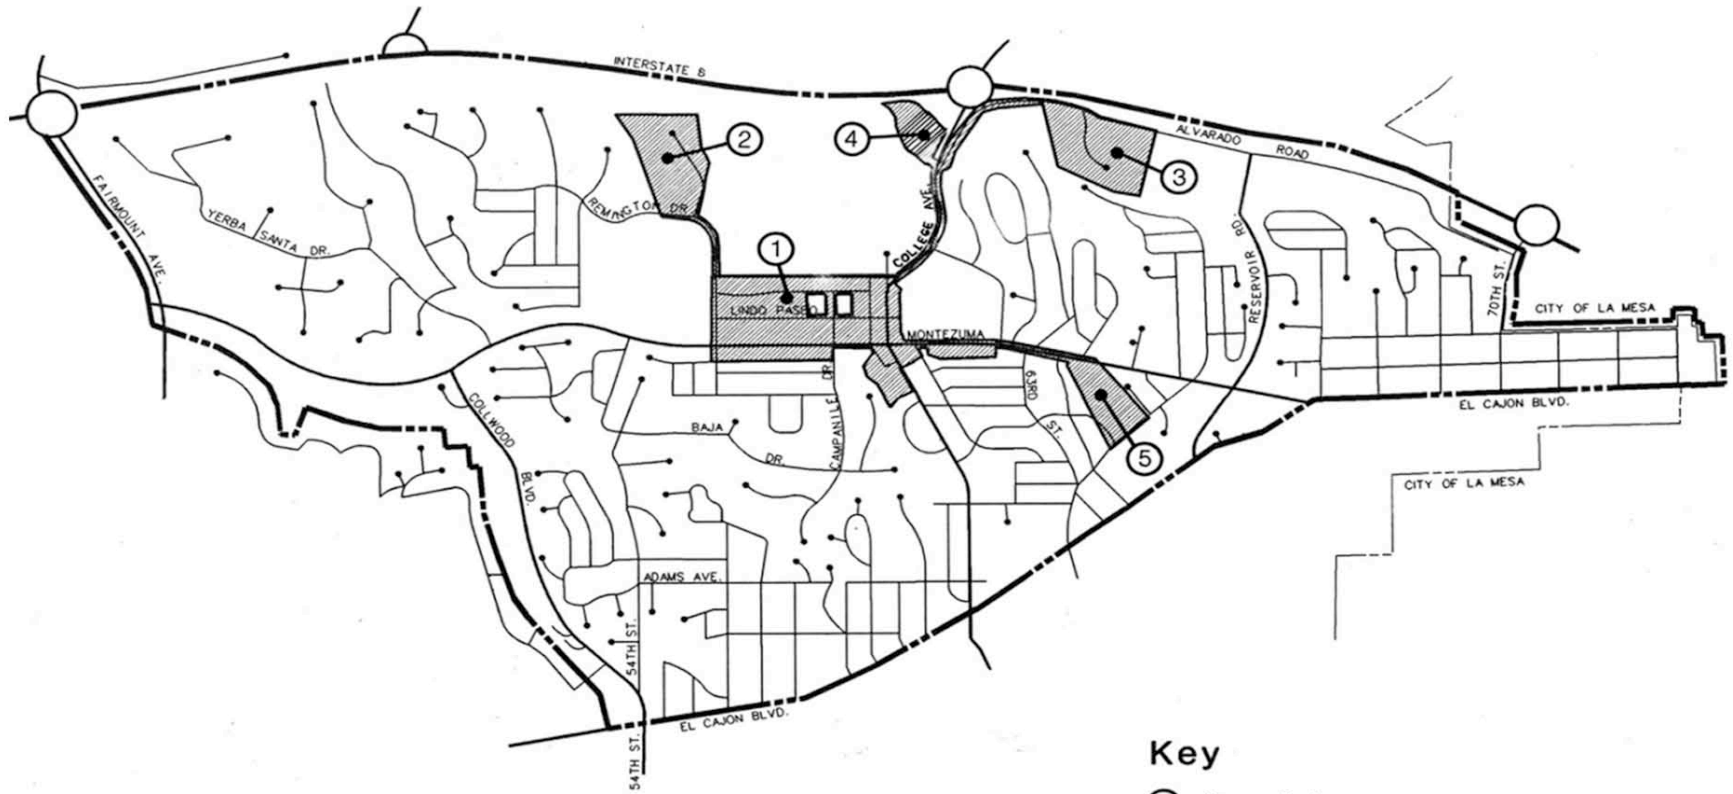 INTERSTATE 8
2
4
3
ALVARADO
ROAD
FAIRMOUNT AVE.
YERBA
SANTA DR.
REMINGTON DR.
COLLEGE AVE.
1
RESERVOIR RD.
70TH ST.
CITY OF LA MESA
LINDO PASEO
MONTEZUMA
COLLWOOD
BLVD.
BAJA
DR.
CAMPANILE
DR.
63RD
ST.
5
EL CAJON BLVD.
CITY OF LA MESA
ADAMS AVE.
54TH ST.
EL CAJON BLVD.
54TH ST.
Key